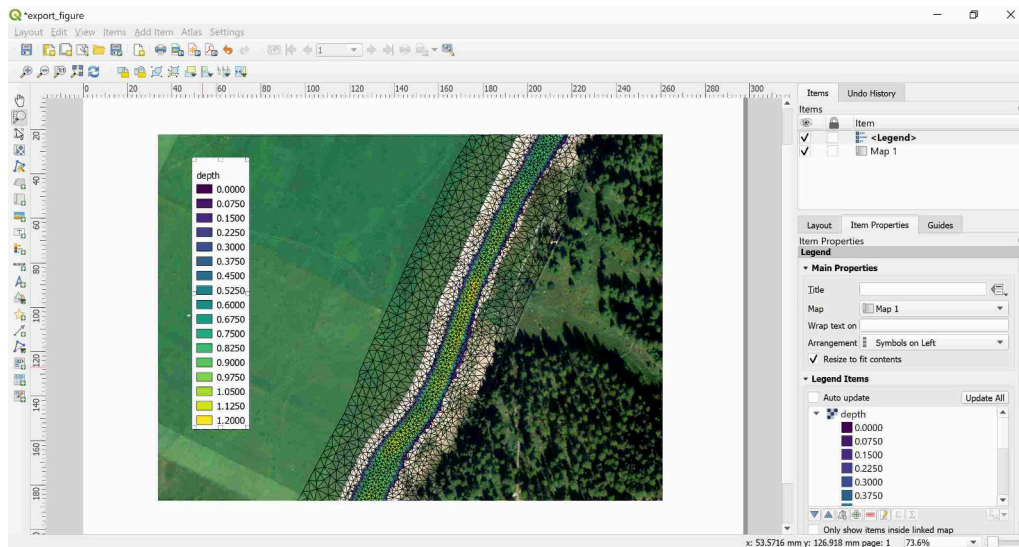 *export_figure
Layout Edit View Items Add Item Atlas Settings
1
0 20 40 60 80 100 120 140 160 180 200 220 240 260 280 300
20
40
60
80
100
120
140
160
180
depth
0.0000
0.0750
0.1500
0.2250
0.3000
0.3750
0.4500
0.5250
0.6000
0.6750
0.7500
0.8250
0.9000
0.9750
1.0500
1.1250
1.2000
Items Undo History
Items
Item
<Legend>
Map 1
Layout Item Properties Guides
Item Properties
Legend
Main Properties
Title
Map Map 1
Wrap text on
Arrangement Symbols on Left
Resize to fit contents
Legend Items
Auto update Update All
depth
0.0000
0.0750
0.1500
0.2250
0.3000
0.3750
Only show items inside linked map
x: 53.5716 mm y: 126.918 mm page: 1 73.6%